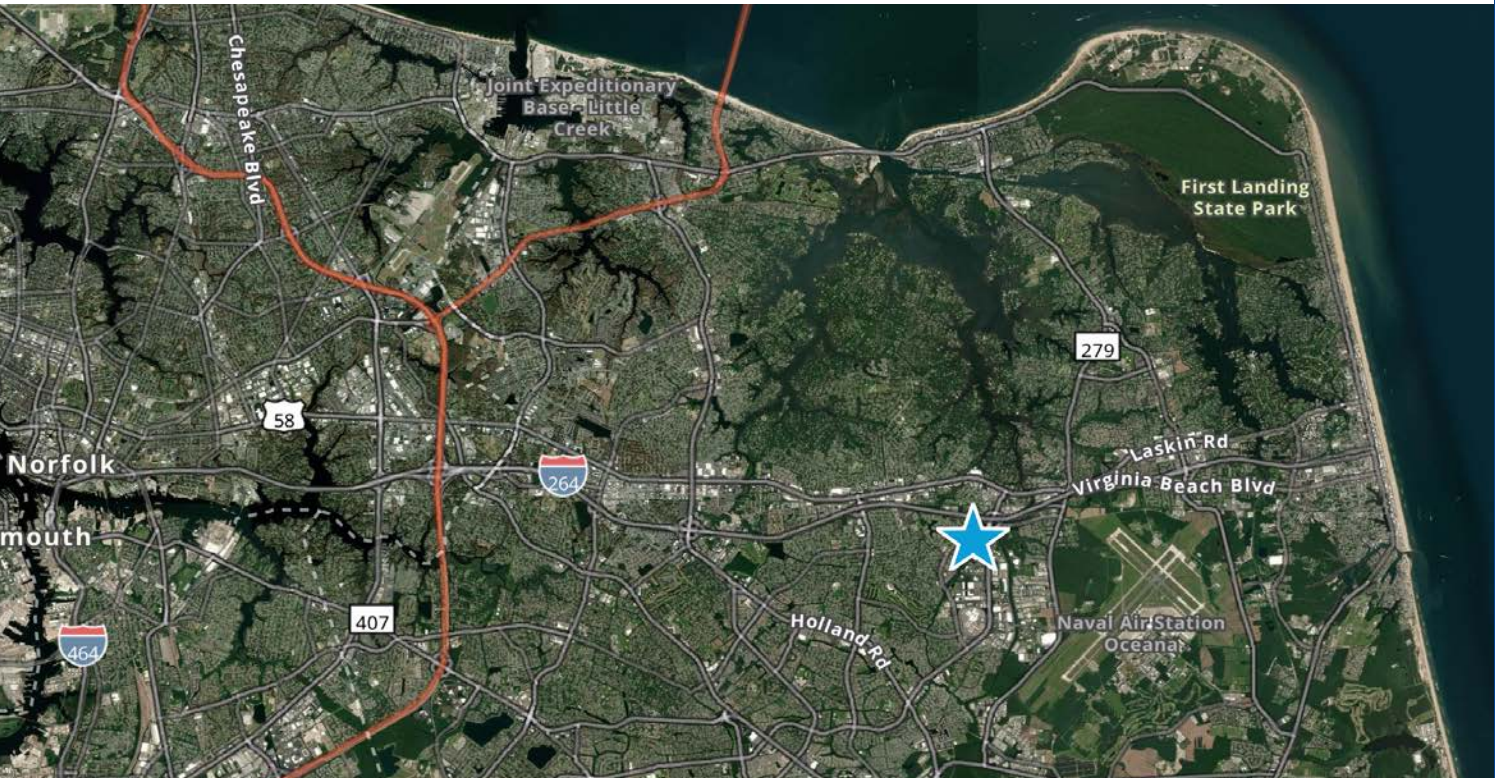 Chesapeake Blvd
Joint Expeditionary
Base - Little
Creek
First Landing
State Park
279
58
Laskin Rd
Norfolk
264
Virginia Beach Blvd
mouth
407
Holland Rd
Naval Air Station
Oceana
464